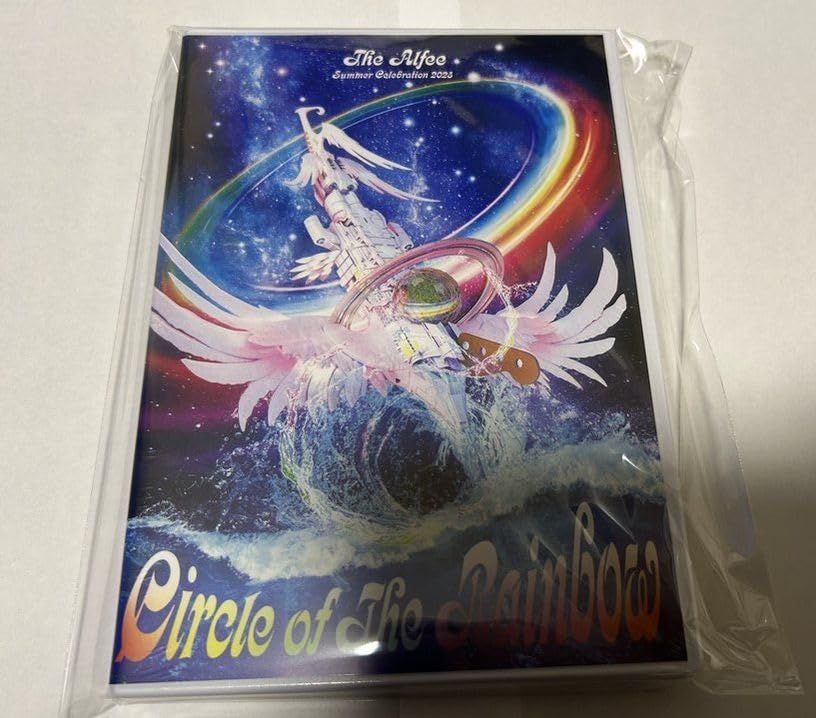 The Alfee
Summer Celebration 2023
Circle of The Rainbow